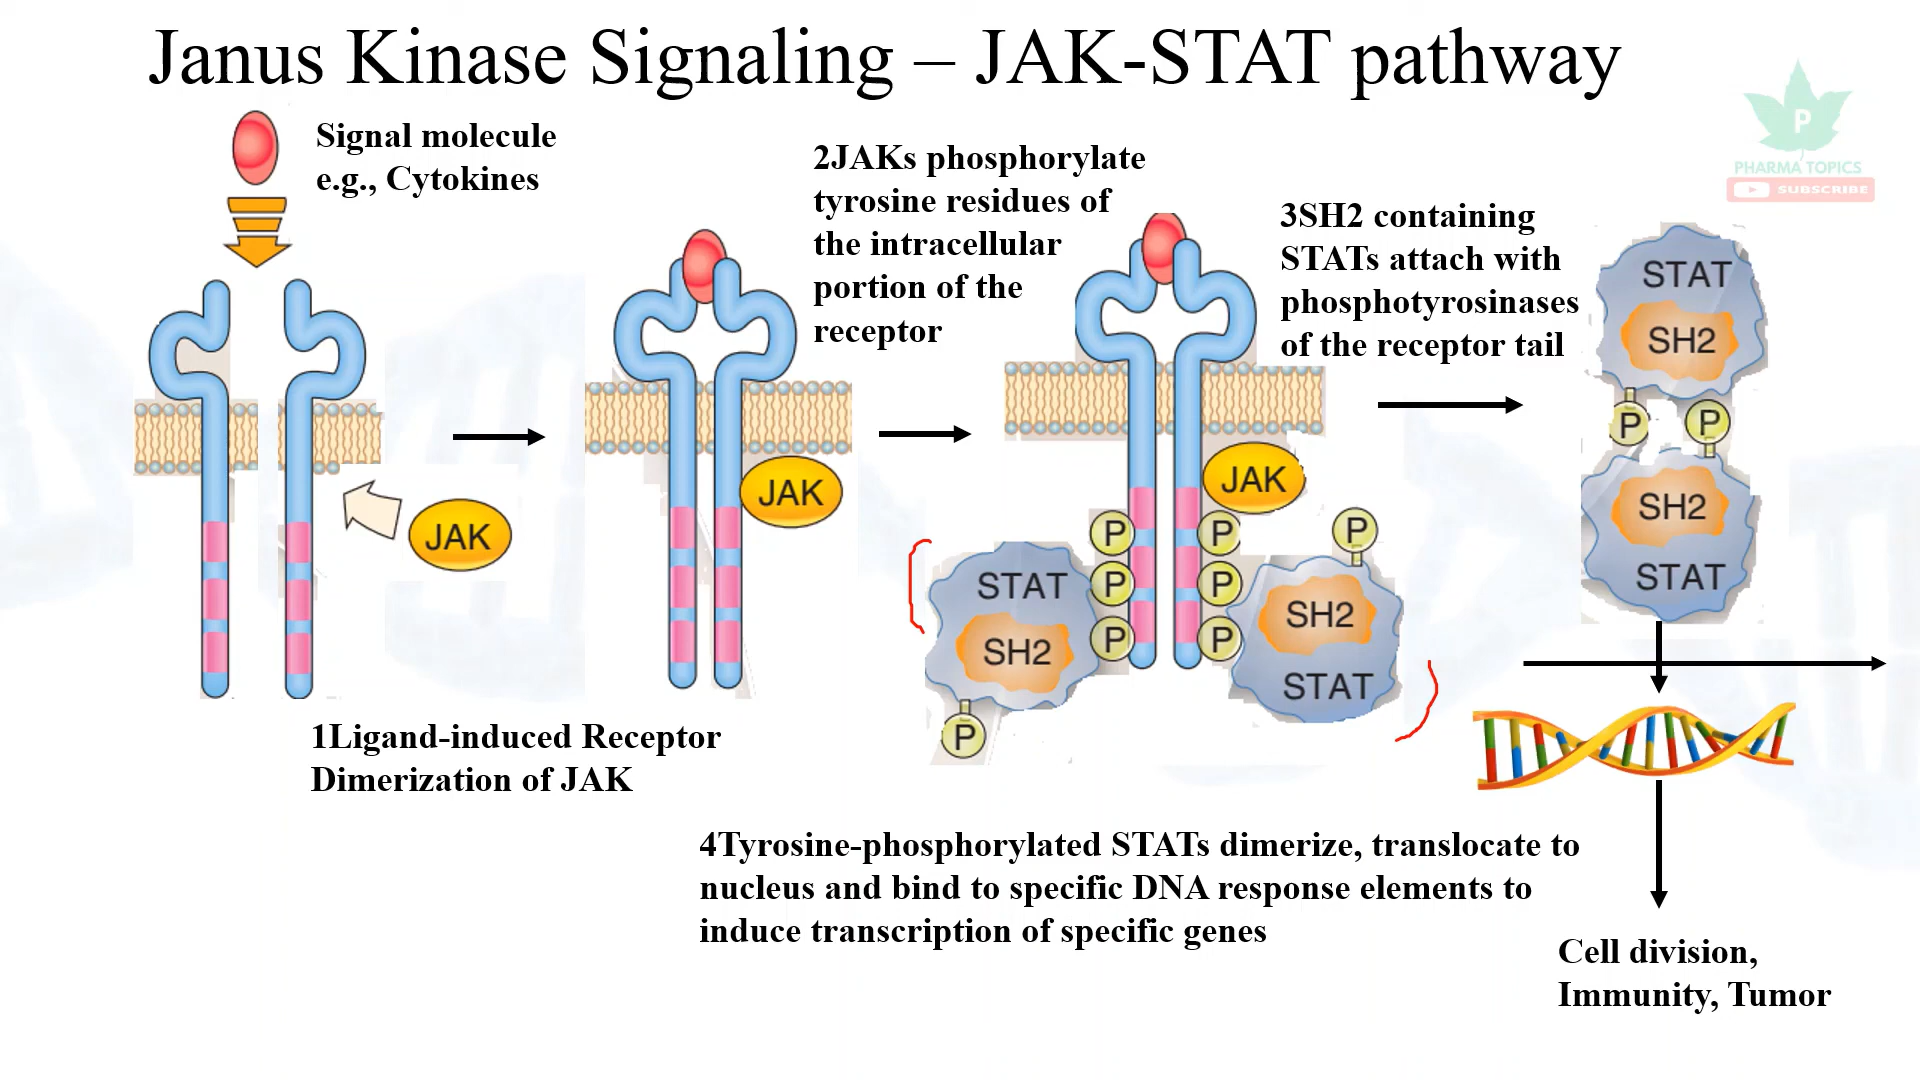 Janus Kinase Signaling – JAK-STAT pathway
P
PHARMA TOPICS
SUBSCRIBE
Signal molecule
e.g., Cytokines
2JAKs phosphorylate
tyrosine residues of
the intracellular
portion of the
receptor
3SH2 containing
STATs attach with
phosphotyrosinases
of the receptor tail
JAK
1Ligand-induced Receptor
Dimerization of JAK
JAK
JAK
P
P
P
P
P
P
P
STAT
SH2
P
SH2
STAT
STAT
SH2
P
P
SH2
STAT
4Tyrosine-phosphorylated STATs dimerize, translocate to
nucleus and bind to specific DNA response elements to
induce transcription of specific genes
Cell division,
Immunity, Tumor